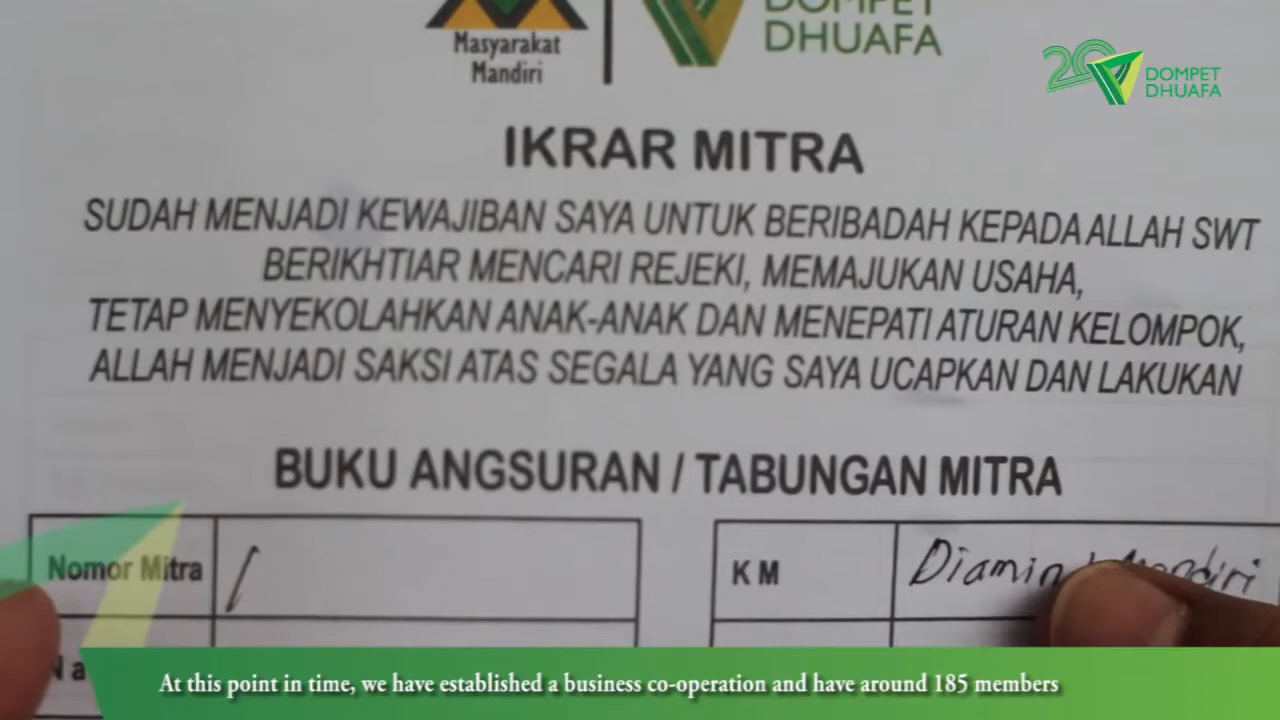 Masyarakat
Mandiri
DOMPET
DHUAFA
20
DOMPET
DHUAFA
IKRAR MITRA
SUDAH MENJADI KEWAJIBAN SAYA UNTUK BERIBADAH KEPADA ALLAH SWT
BERIKHTIAR MENCARI REJEKI, MEMAJUKAN USAHA,
TETAP MENYEKOLAHKAN ANAK-ANAK DAN MENEPATI ATURAN KELOMPOK,
ALLAH MENJADI SAKSI ATAS SEGALA YANG SAYA UCAPKAN DAN LAKUKAN
BUKU ANGSURAN / TABUNGAN MITRA
Nomor Mitra
KM
At this point in time, we have established a business co-operation and have around 185 members